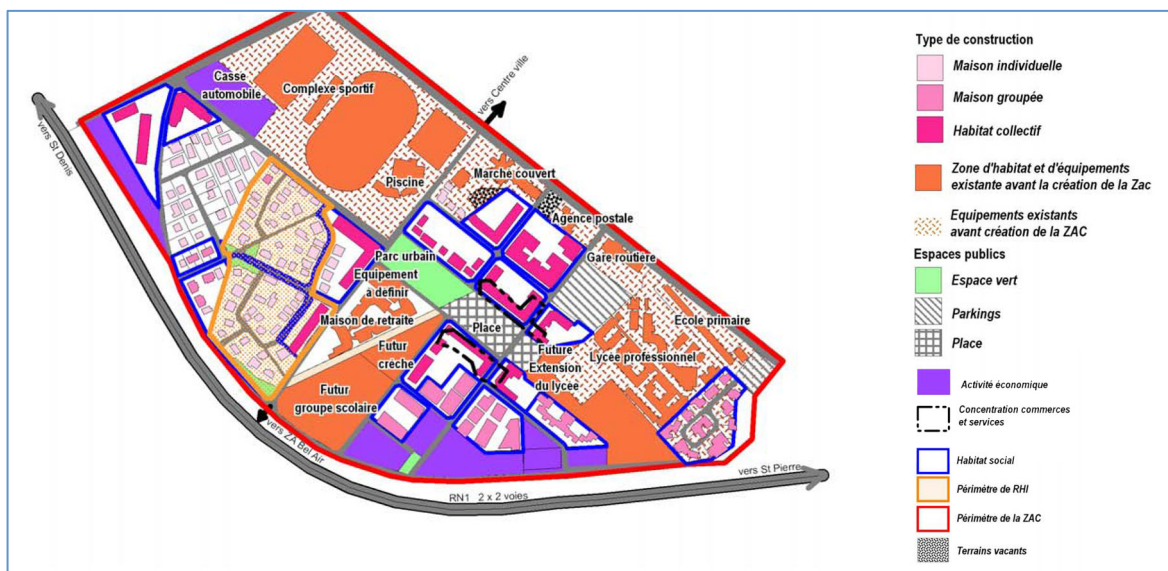 Casse
automobile
Complexe sportif
vers Centre ville
vers St Denis
Piscine
Marche couvert
Agence postale
Gare routière
Parc urbain
Equipement
à définir
Maison de retraite
Place
Ecole primaire
Lycée professionnel
Futur
crèche
Future
Extension
du lycée
Futur
groupe scolaire
vers ZA Bel Air
RN1 2 x 2 voies
vers St Pierre
Type de construction
Maison individuelle
Maison groupée
Habitat collectif
Zone d'habitat et d'équipements
existante avant la création de la Zac
Equipements existants
avant création de la ZAC
Espaces publics
Espace vert
Parkings
Place
Activité économique
Concentration commerces
et services
Habitat social
Périmètre de RHI
Périmètre de la ZAC
Terrains vacants